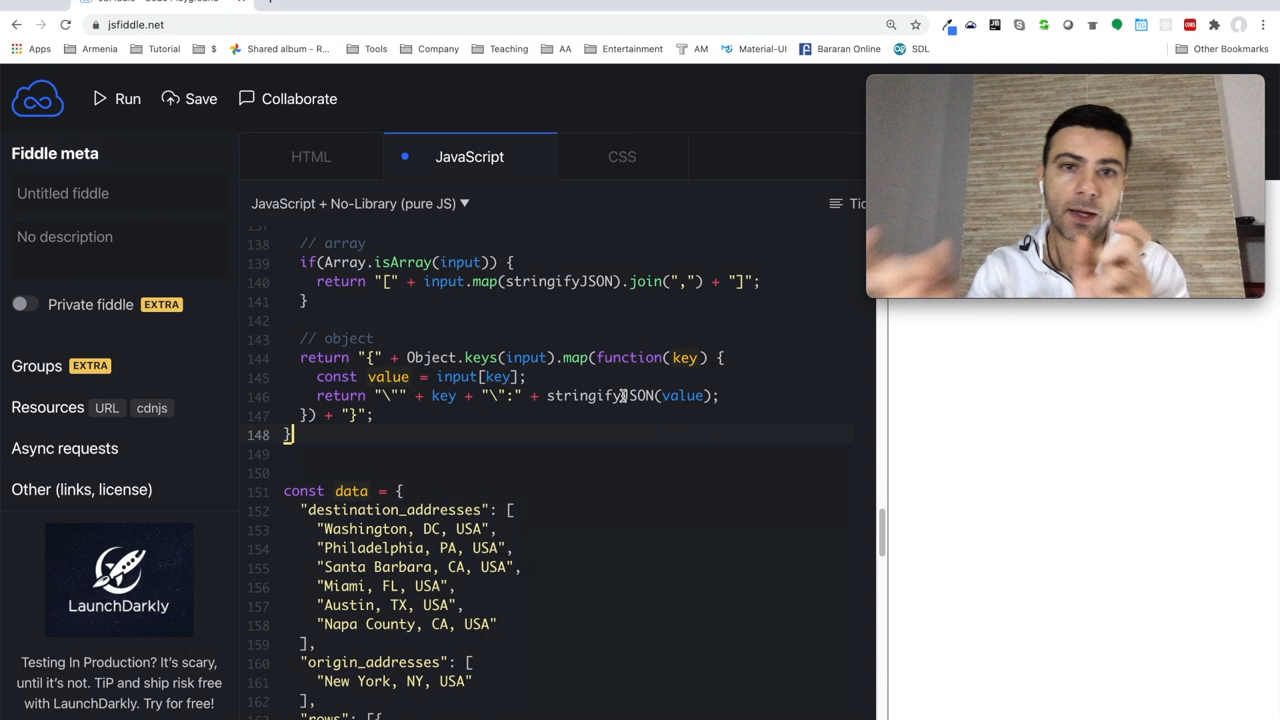 jsfiddle.net
Apps Armenia Tutorial $ Shared album - R... Tools Company Teaching AA Entertainment AM Material-UI Bararan Online SDL Other Bookmarks
Run Save Collaborate
Fiddle meta
Untitled fiddle
No description
Private fiddle EXTRA
Groups EXTRA
Resources URL cdnjs
Async requests
Other (links, license)
LaunchDarkly
Testing In Production? It's scary,
until it's not. TiP and ship risk free
with LaunchDarkly. Try for free!
HTML JavaScript CSS
JavaScript + No-Library (pure JS) ▼
138 // array
139 if(Array.isArray(input)) {
140 return "[" + input.map(stringifyJSON).join(",") + "]";
141 }
142
143 // object
144 return "{" + Object.keys(input).map(function(key) {
145 const value = input[key];
146 return "\"" + key + "\":" + stringifyJSON(value);
147 }) + "}";
148 }
149
150
151 const data = {
152 "destination_addresses": [
153 "Washington, DC, USA",
154 "Philadelphia, PA, USA",
155 "Santa Barbara, CA, USA",
156 "Miami, FL, USA",
157 "Austin, TX, USA",
158 "Napa County, CA, USA"
159 ],
160 "origin_addresses": [
161 "New York, NY, USA"
162 ],
"rows": [{